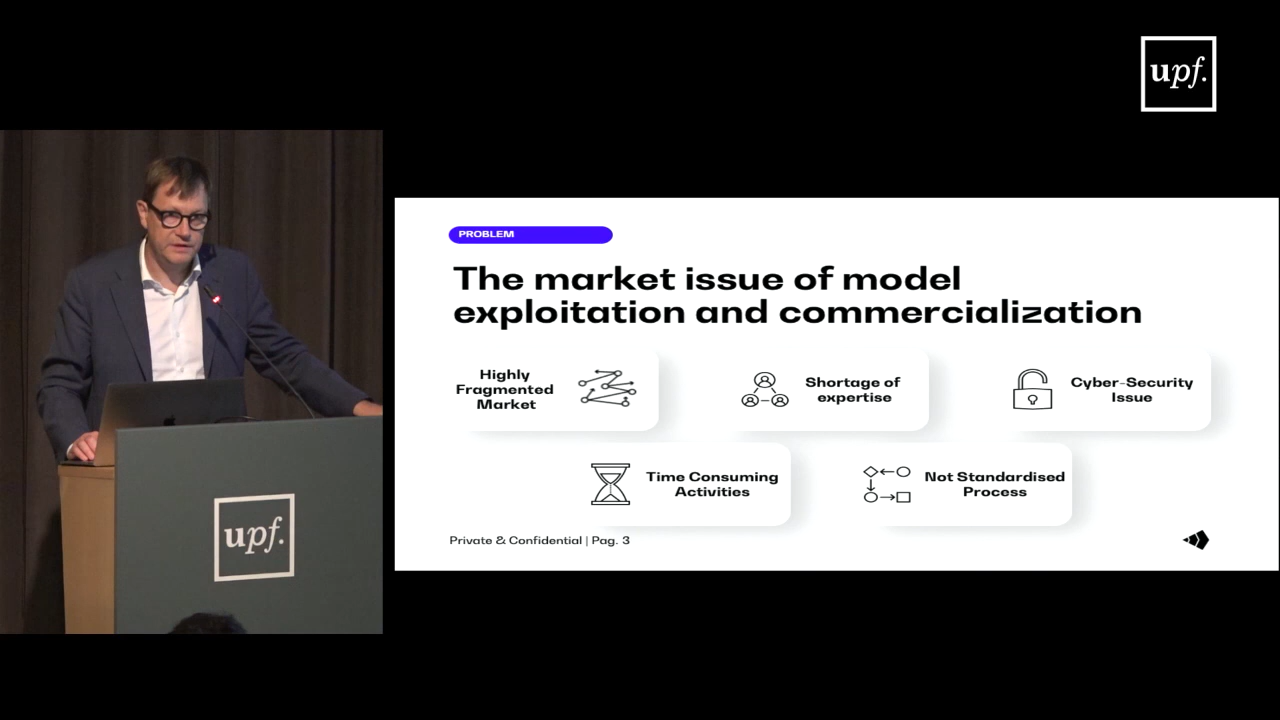 upf.
PROBLEM
The market issue of model
exploitation and commercialization
Highly
Fragmented
Market
Shortage of
expertise
Cyber-Security
Issue
Time Consuming
Activities
Not Standardised
Process
Private & Confidential | Pag. 3
upf.